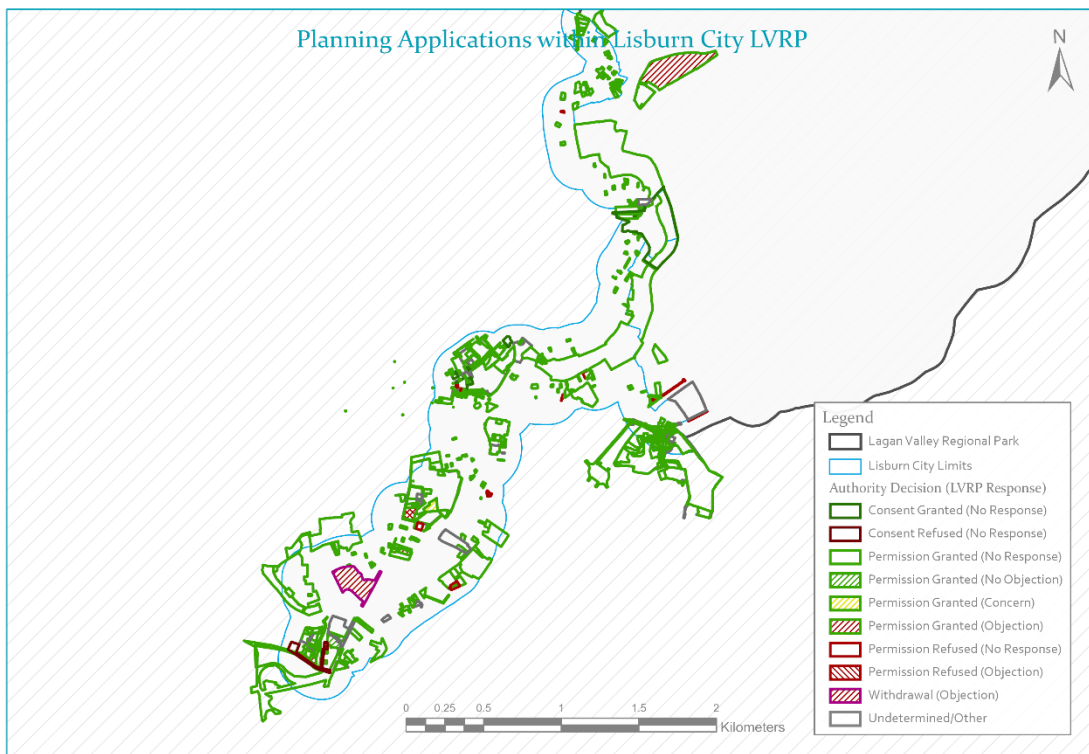 Planning Applications within Lisburn City LVRP
N
Legend
Lagan Valley Regional Park
Lisburn City Limits
Authority Decision (LVRP Response)
Consent Granted (No Response)
Consent Refused (No Response)
Permission Granted (No Response)
Permission Granted (No Objection)
Permission Granted (Concern)
Permission Granted (Objection)
Permission Refused (No Response)
Permission Refused (Objection)
Withdrawal (Objection)
Undetermined/Other
0 0.25 0.5 1 1.5 2
Kilometers